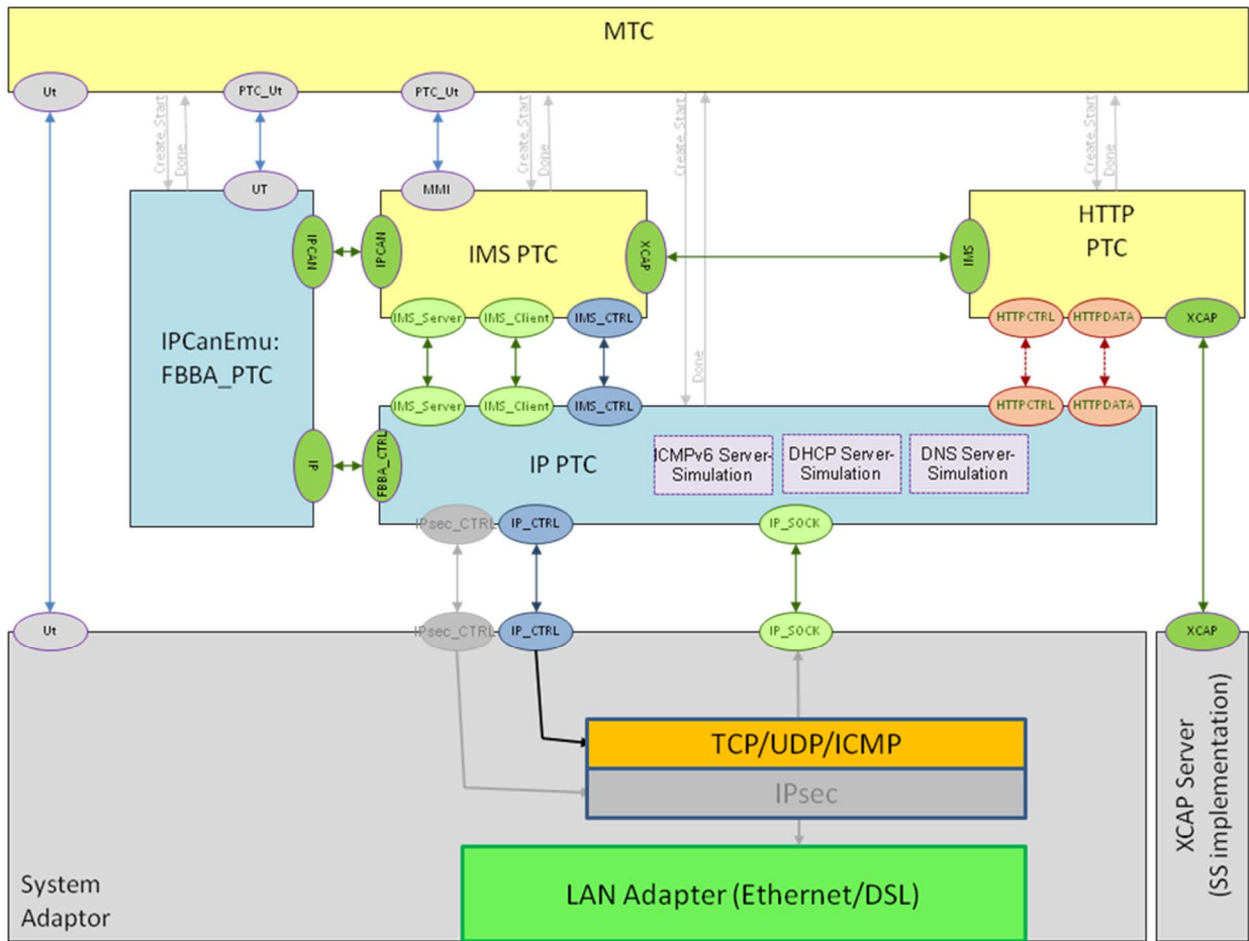 MTC
Ut
PTC_Ut
PTC_Ut
Create, Start
Done
Create, Start
Done
Create, Start
Done
Create, Start
Done
UT
MMI
IPCAN
IPCAN
IMS PTC
XCAP
SMI
HTTP
PTC
IPCanEmu:
FBBA_PTC
IMS_Server
IMS_Client
IMS_CTRL
HTTPCTRL
HTTPDATA
XCAP
IMS_Server
IMS_Client
IMS_CTRL
HTTPCTRL
HTTPDATA
IP
FBBA_CTRL
IP PTC
ICMPv6 Server-
Simulation
DHCP Server-
Simulation
DNS Server-
Simulation
IPsec_CTRL
IP_CTRL
IP_SOCK
Ut
IPsec_CTRL
IP_CTRL
IP_SOCK
XCAP
TCP/UDP/ICMP
IPsec
LAN Adapter (Ethernet/DSL)
System
Adaptor
XCAP Server
(SS implementation)